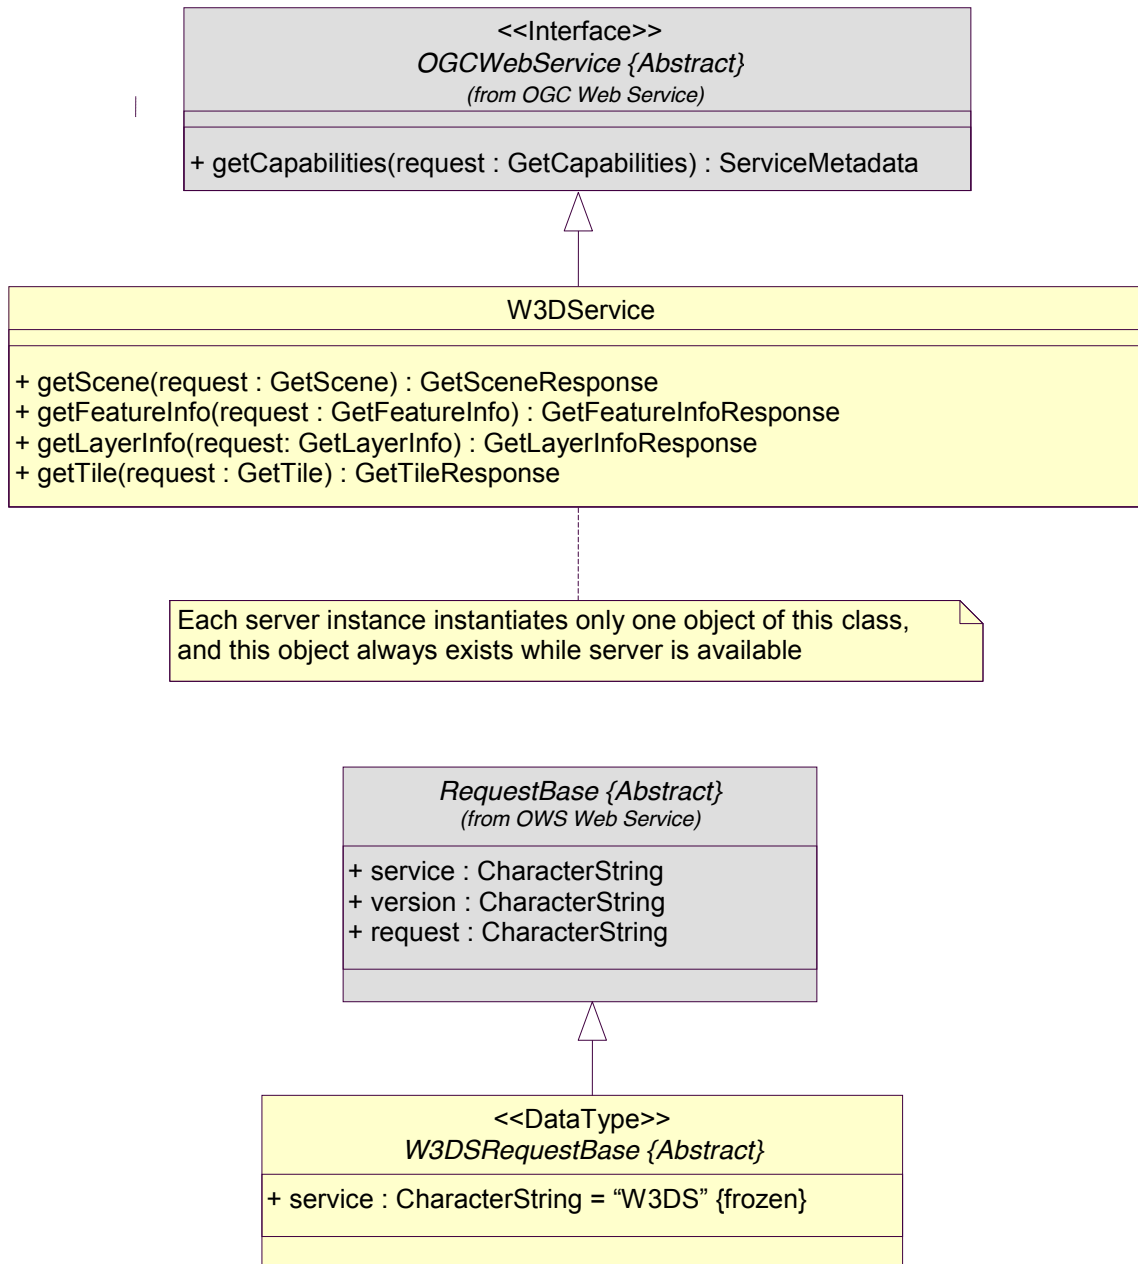 <<Interface>>
OGCWebService {Abstract}
(from OGC Web Service)
+ getCapabilities(request : GetCapabilities) : ServiceMetadata
W3DService
+ getScene(request : GetScene) : GetSceneResponse
+ getFeatureInfo(request : GetFeatureInfo) : GetFeatureInfoResponse
+ getLayerInfo(request: GetLayerInfo) : GetLayerInfoResponse
+ getTile(request : GetTile) : GetTileResponse
Each server instance instantiates only one object of this class,
and this object always exists while server is available
RequestBase {Abstract}
(from OWS Web Service)
+ service : CharacterString
+ version : CharacterString
+ request : CharacterString
<<DataType>>
W3DSRequestBase {Abstract}
+ service : CharacterString = “W3DS” {frozen}